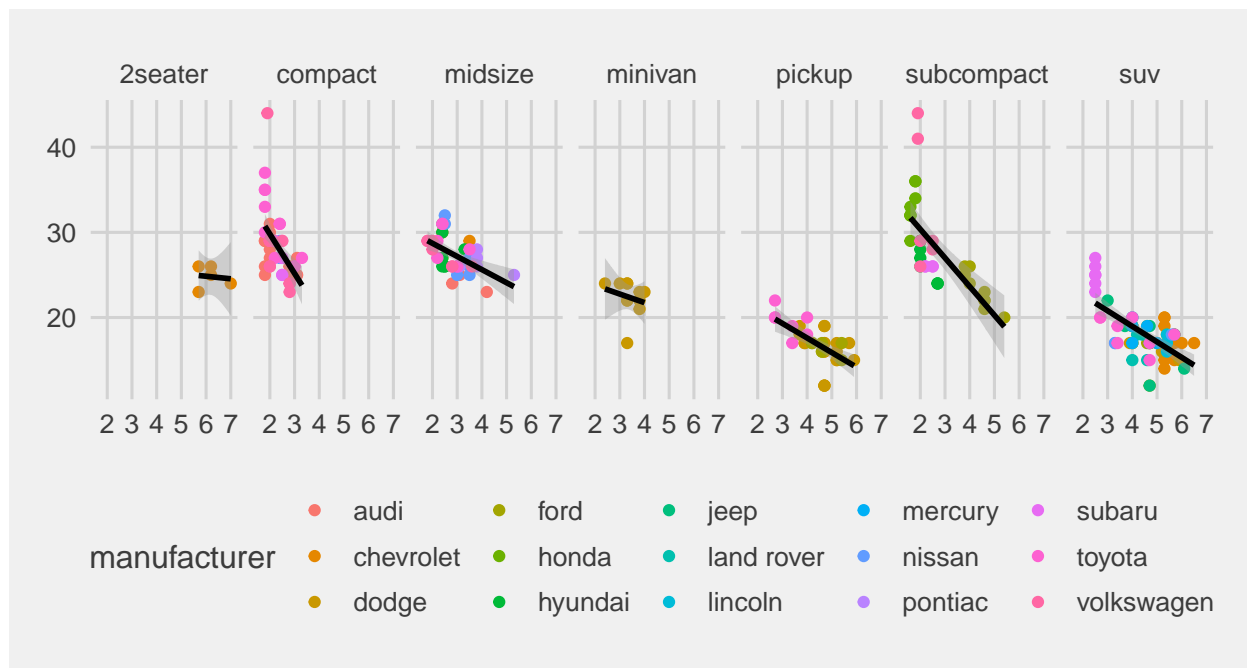 2seater compact midsize minivan pickup subcompact suv
40
30
20
2 3 4 5 6 7 2 3 4 5 6 7 2 3 4 5 6 7 2 3 4 5 6 7 2 3 4 5 6 7 2 3 4 5 6 7 2 3 4 5 6 7
audi ford jeep mercury subaru
manufacturer chevrolet honda land rover nissan toyota
dodge hyundai lincoln pontiac volkswagen